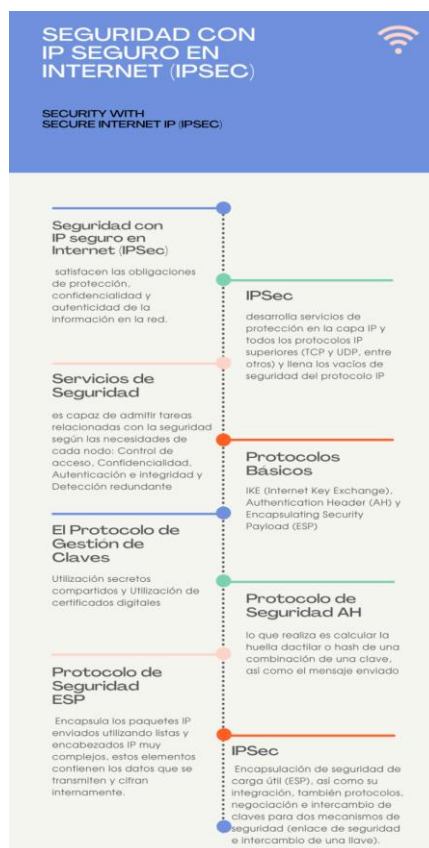 SEGURIDAD CON
IP SEGURO EN
INTERNET (IPSEC)
SECURITY WITH
SECURE INTERNET IP (IPSEC)
Seguridad con
IP seguro en
Internet (IPSec)
satisfacen las obligaciones
de protección,
confidencialidad y
autenticidad de la
información en la red.
IPSec
desarrolla servicios de
protección en la capa IP y
todos los protocolos IP
superiores (TCP y UDP, entre
otros) y llena los vacíos de
seguridad del protocolo IP
Servicios de
Seguridad
es capaz de admitir tareas
relacionadas con la seguridad
según las necesidades de
cada nodo: Control de
acceso, Confidencialidad,
Autenticación e integridad y
Detección redundante
Protocolos
Básicos
IKE (Internet Key Exchange),
Authentication Header (AH) y
Encapsulating Security
Payload (ESP)
El Protocolo de
Gestión de
Claves
Utilización secretos
compartidos y Utilización de
certificados digitales
Protocolo de
Seguridad AH
lo que realiza es calcular la
huella dactilar o hash de una
combinación de una clave,
así como el mensaje enviado
Protocolo de
Seguridad
ESP
Encapsula los paquetes IP
enviados utilizando listas y
encabezados IP muy
complejos, estos elementos
contienen los datos que se
transmiten y cifran
internamente.
IPSec
Encapsulación de seguridad de
carga útil (ESP), así como su
integración, también protocolos,
negociación e intercambio de
claves para dos mecanismos de
seguridad (enlace de seguridad
e intercambio de una llave).